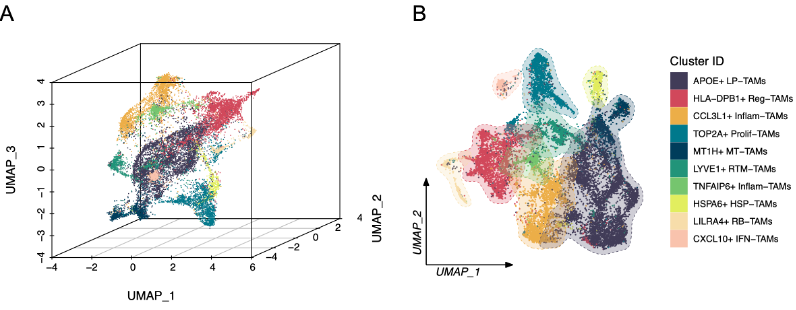 A
B
4
3
2
1
0
−1
−2
−3
−4
UMAP_3
−4
−2
0
2
4
6
UMAP_1
−4
−2
0
2
4
UMAP_2
UMAP_2
UMAP_1
Cluster ID
APOE+ LP−TAMs
HLA−DPB1+ Reg−TAMs
CCL3L1+ Inflam−TAMs
TOP2A+ Prolif−TAMs
MT1H+ MT−TAMs
LYVE1+ RTM−TAMs
TNFAIP6+ Inflam−TAMs
HSPA6+ HSP−TAMs
LILRA4+ RB−TAMs
CXCL10+ IFN−TAMs